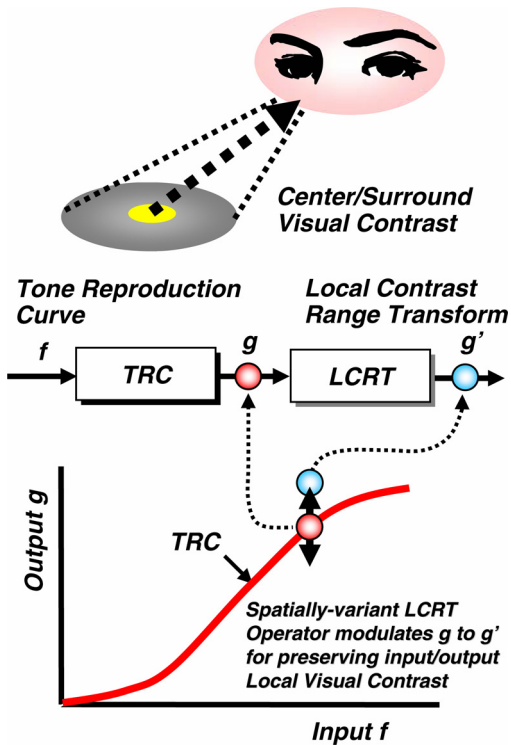 Center/Surround
Visual Contrast
Tone Reproduction
Curve
Local Contrast
Range Transform
f
TRC
g
LCRT
g’
Output g
TRC
Spatially-variant LCRT
Operator modulates g to g’
for preserving input/output
Local Visual Contrast
Input f